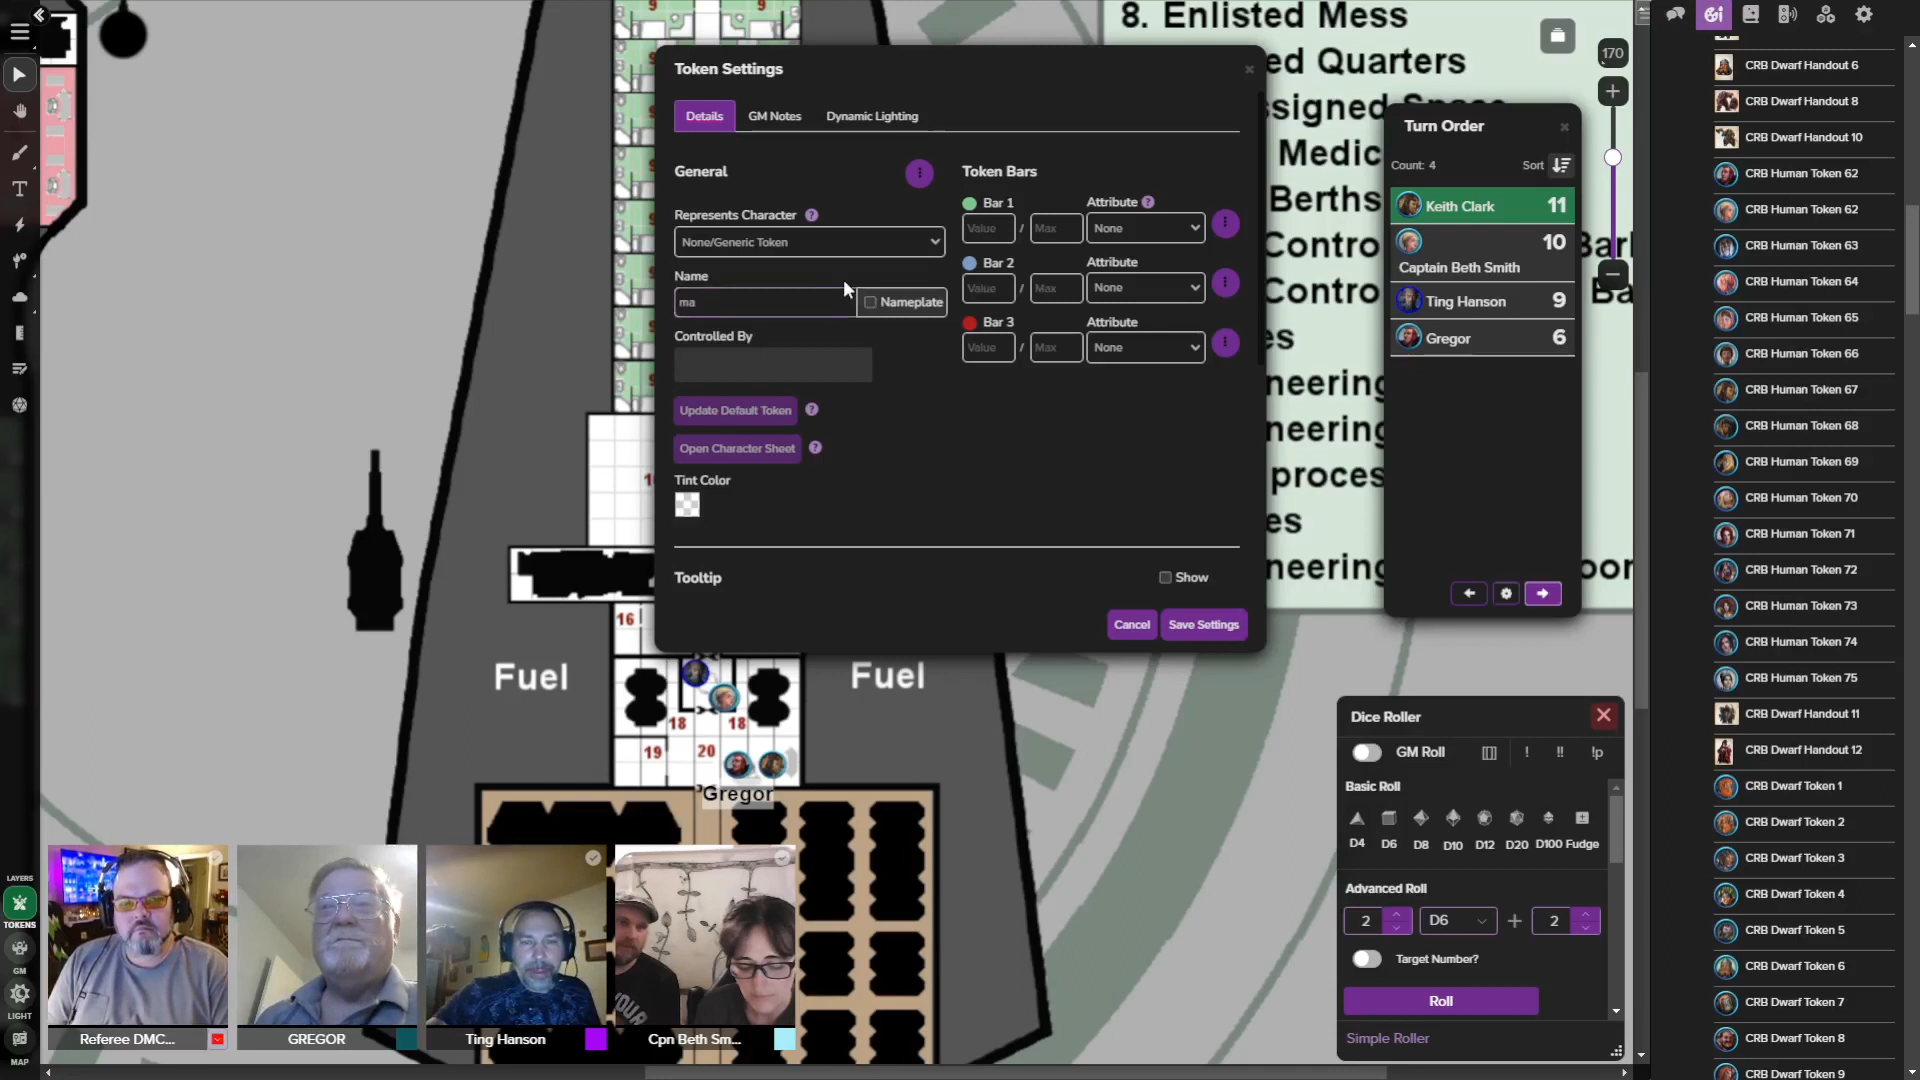 8. Enlisted Mess
ed Quarters
ssigned Space
Medic
Berths
Contro
Bar
Contro
Ba
es
neering
neering
proces
es
neering
oor
9
9
16
Fuel
Fuel
18
18
19
20
Gregor
Token Settings
Details
GM Notes
Dynamic Lighting
General
Represents Character
None/Generic Token
Name
ma
Nameplate
Controlled By
Update Default Token
Open Character Sheet
Tint Color
Token Bars
Bar 1
Attribute
Value / Max
None
Bar 2
Attribute
Value / Max
None
Bar 3
Attribute
Value / Max
None
Tooltip
Show
Cancel
Save Settings
Turn Order
Count: 4
Sort
Keith Clark 11
10
Captain Beth Smith
Ting Hanson 9
Gregor 6
170
Dice Roller
GM Roll
[[]]
!
!!
!p
Basic Roll
D4 D6 D8 D10 D12 D20 D100 Fudge
Advanced Roll
2 D6 + 2
Target Number?
Roll
Simple Roller
LAYERS
TOKENS
GM
LIGHT
MAP
Referee DMC...
GREGOR
Ting Hanson
Cpn Beth Sm...
YOUR
CRB Dwarf Handout 6
CRB Dwarf Handout 8
CRB Dwarf Handout 10
CRB Human Token 62
CRB Human Token 62
CRB Human Token 63
CRB Human Token 64
CRB Human Token 65
CRB Human Token 66
CRB Human Token 67
CRB Human Token 68
CRB Human Token 69
CRB Human Token 70
CRB Human Token 71
CRB Human Token 72
CRB Human Token 73
CRB Human Token 74
CRB Human Token 75
CRB Dwarf Handout 11
CRB Dwarf Handout 12
CRB Dwarf Token 1
CRB Dwarf Token 2
CRB Dwarf Token 3
CRB Dwarf Token 4
CRB Dwarf Token 5
CRB Dwarf Token 6
CRB Dwarf Token 7
CRB Dwarf Token 8
CRB Dwarf Token 9